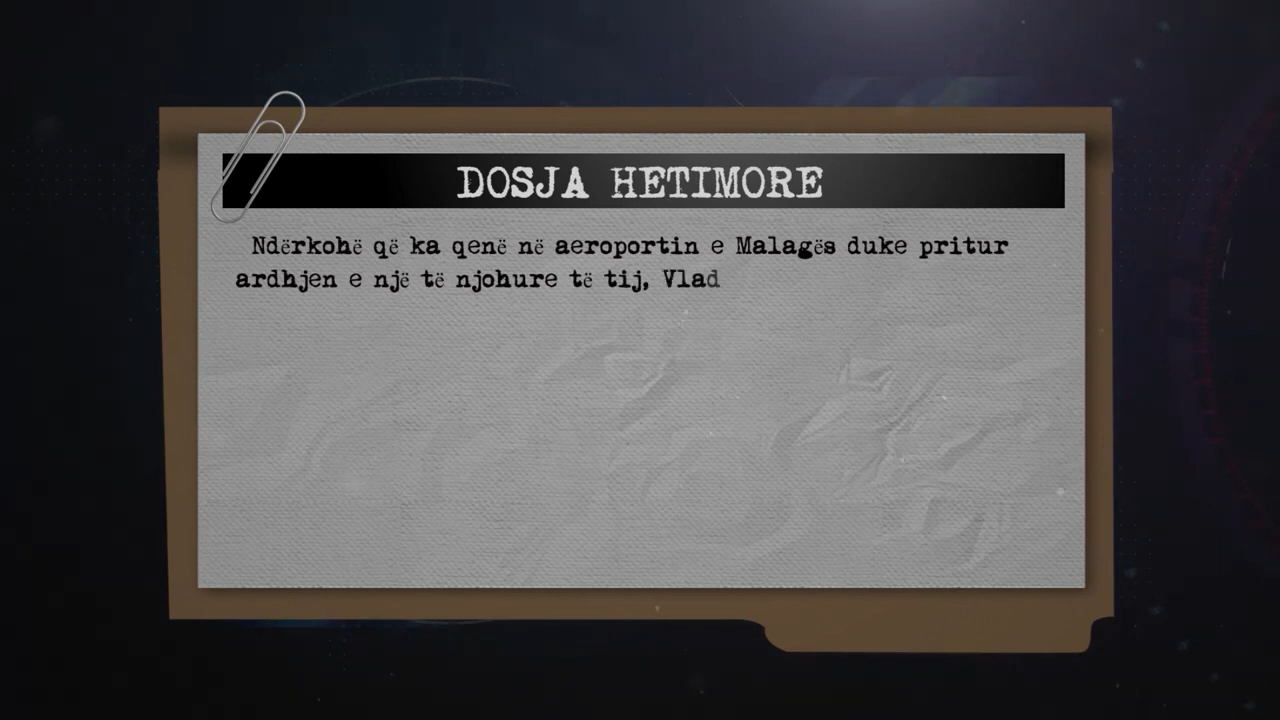 DOSJA HETIMORE
Ndërkohë që ka qenë në aeroportin e Malagës duke pritur
ardhjen e një të njohure të tij, Vlad